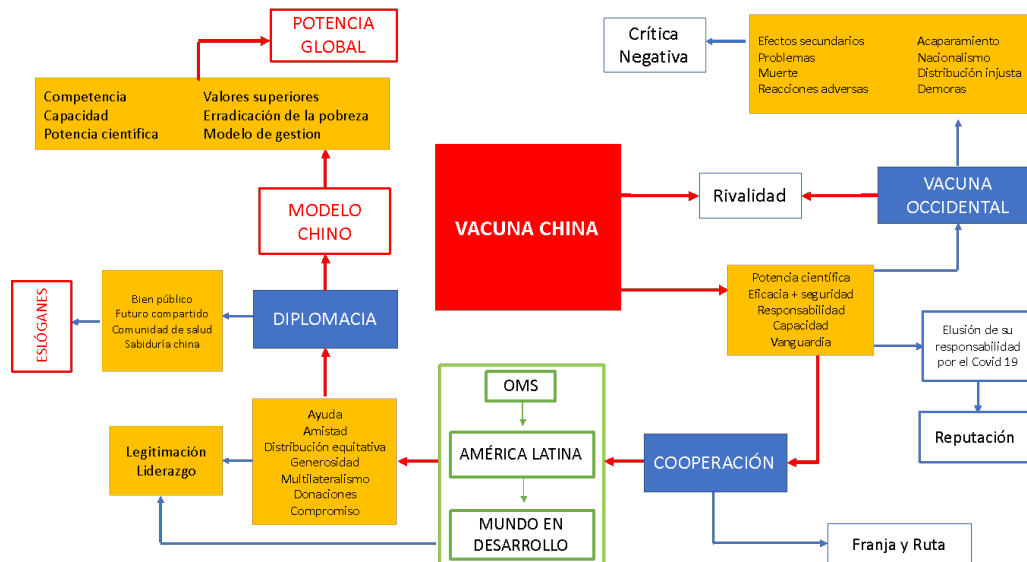 POTENCIA
GLOBAL
Competencia
Capacidad
Potencia científica
Valores superiores
Erradicación de la pobreza
Modelo de gestion
MODELO
CHINO
ESLÓGANES
Bien público
Futuro compartido
Comunidad de salud
Sabiduría china
DIPLOMACIA
Legitimación
Liderazgo
Ayuda
Amistad
Distribución equitativa
Generosidad
Multilateralismo
Donaciones
Compromiso
OMS
AMÉRICA LATINA
MUNDO EN
DESARROLLO
VACUNA CHINA
Rivalidad
Crítica
Negativa
Efectos secundarios
Problemas
Muerte
Reacciones adversas
Acaparamiento
Nacionalismo
Distribución injusta
Demoras
VACUNA
OCCIDENTAL
Potencia científica
Eficacia + seguridad
Responsabilidad
Capacidad
Vanguardia
Elusión de su
responsabilidad
por el Covid 19
Reputación
COOPERACIÓN
Franja y Ruta